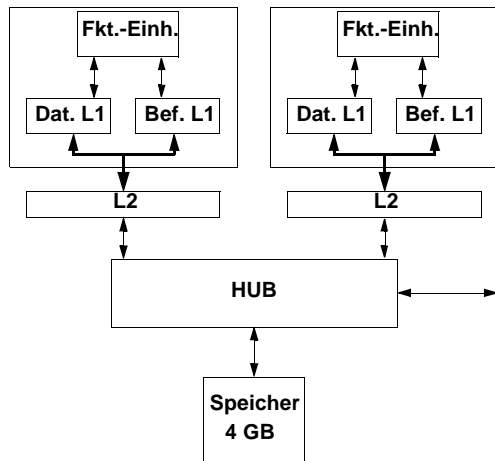 Fkt.-Einh.
Fkt.-Einh.
Dat. L1
Bef. L1
Dat. L1
Bef. L1
L2
L2
HUB
Speicher
4 GB